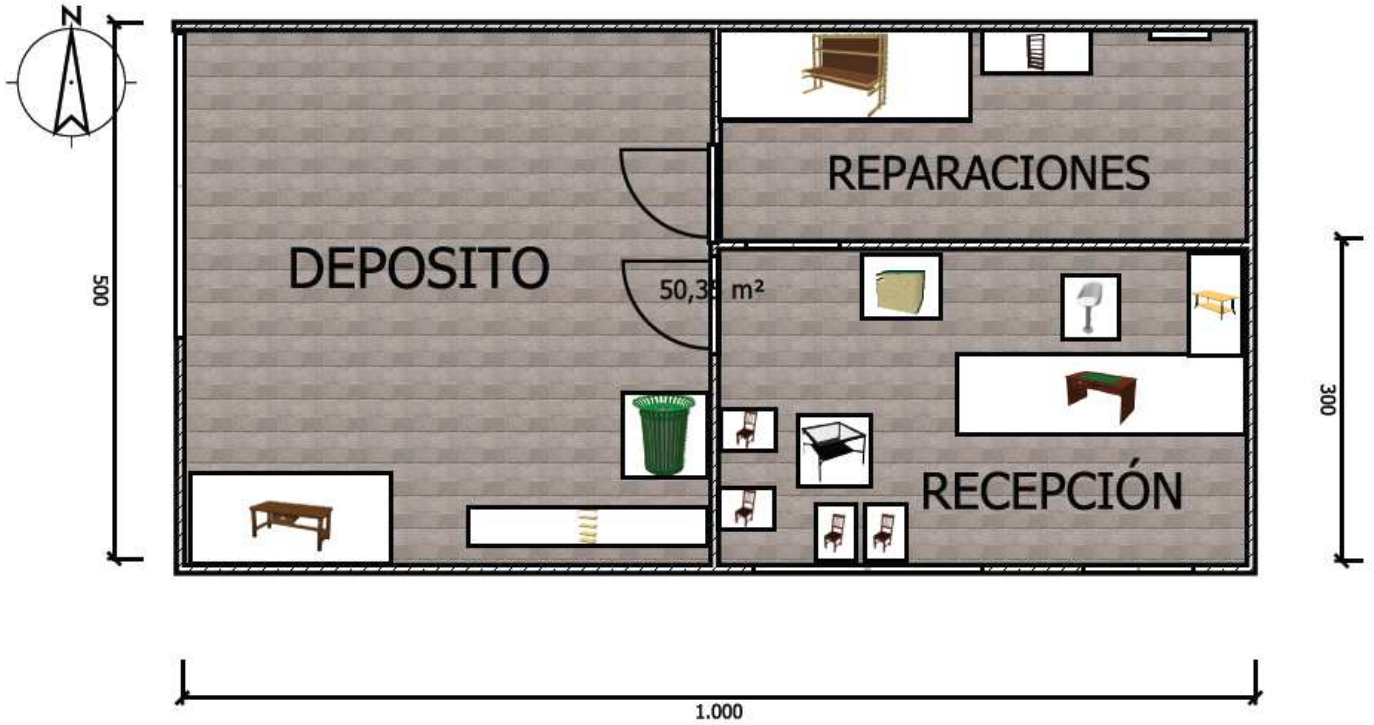 N
REPARACIONES
DEPOSITO
50,35 m²
500
300
RECEPCIÓN
1.000